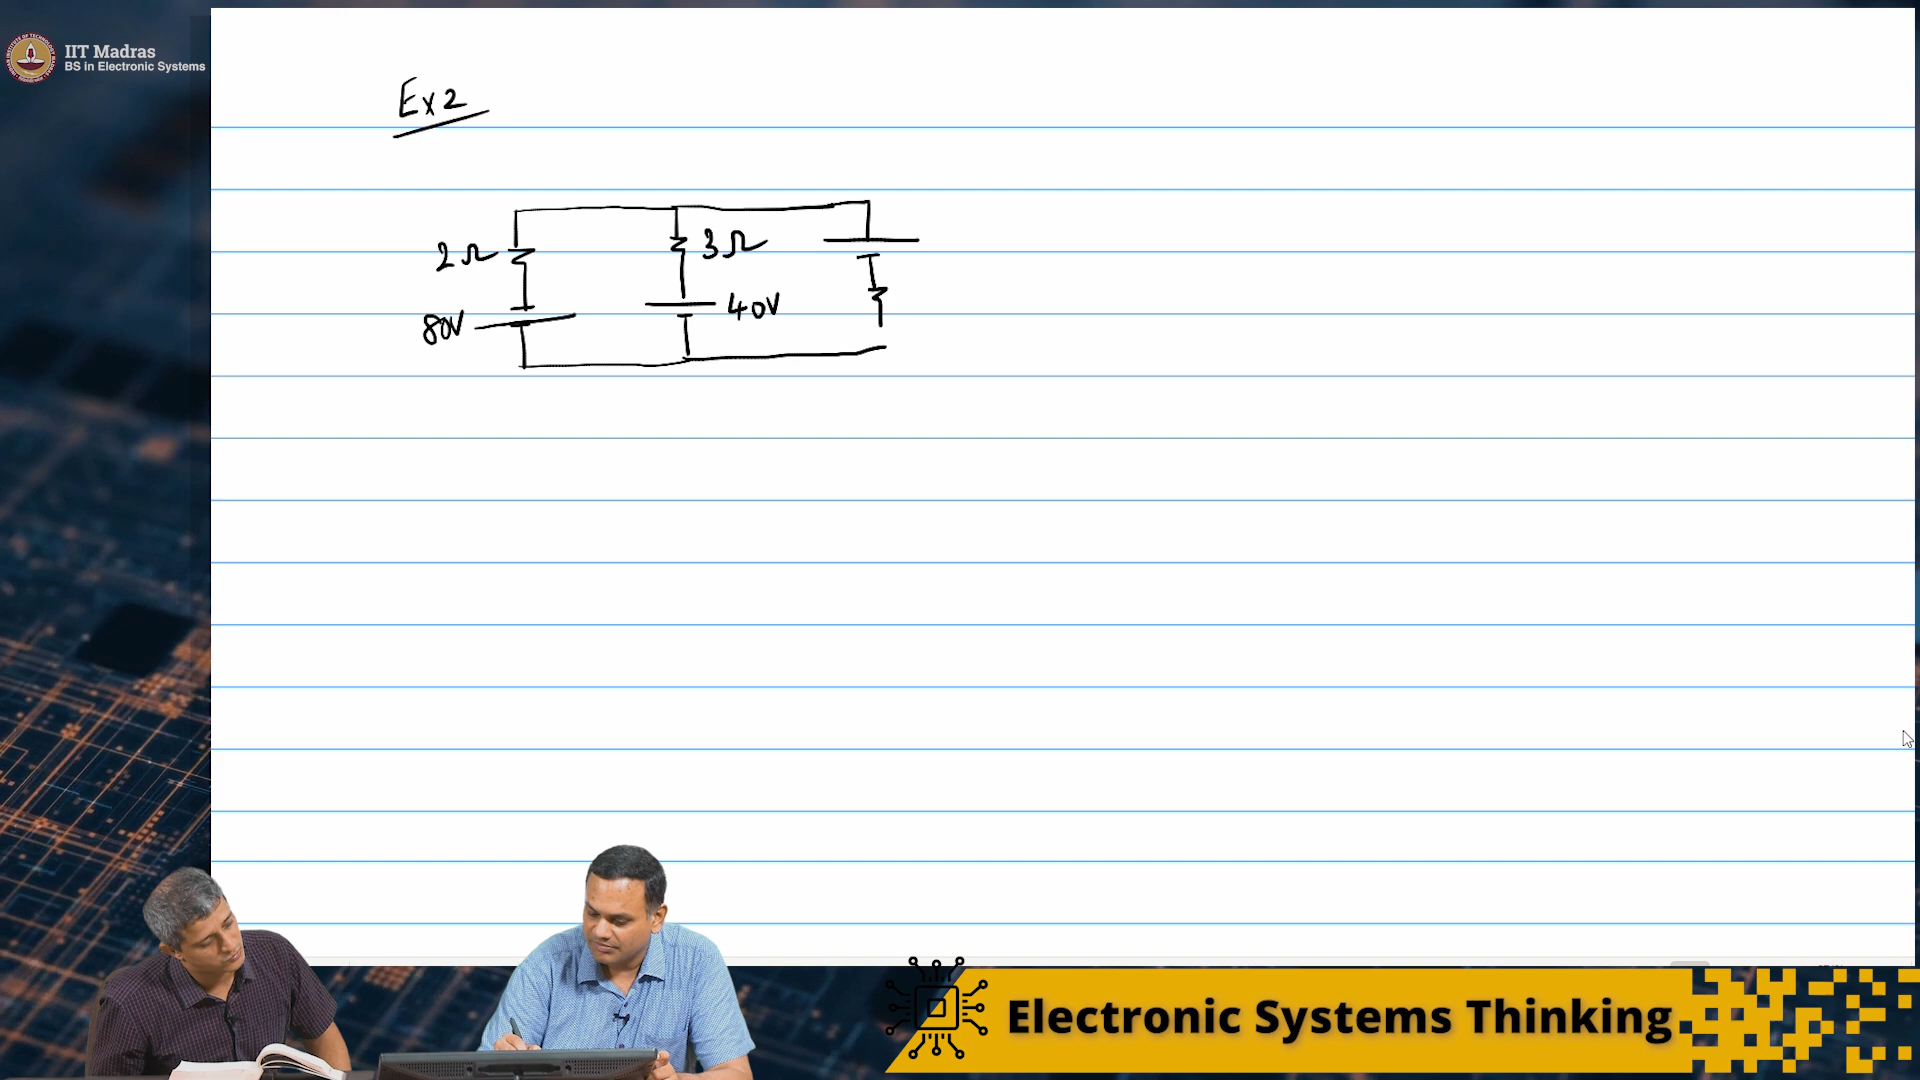 IIT Madras
BS in Electronic Systems
Ex 2
2Ω
3Ω
80V
40V
Electronic Systems Thinking